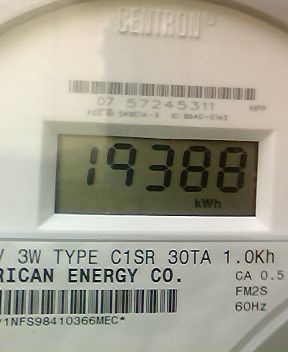 CENTRON®
07 57245311 HPP
19388
kWh
V 3W TYPE C1SR 30TA 1.0Kh
RICAN ENERGY CO. CA 0.5
FM2S
60Hz
1NFS98410366MEC*